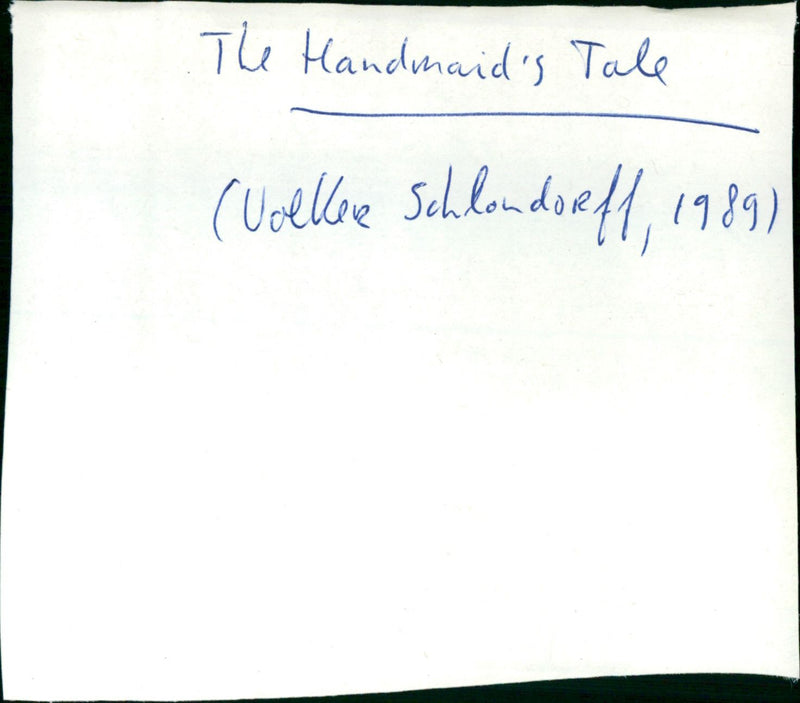 The Handmaid's Tale
(Volker Schlondorff, 1989)